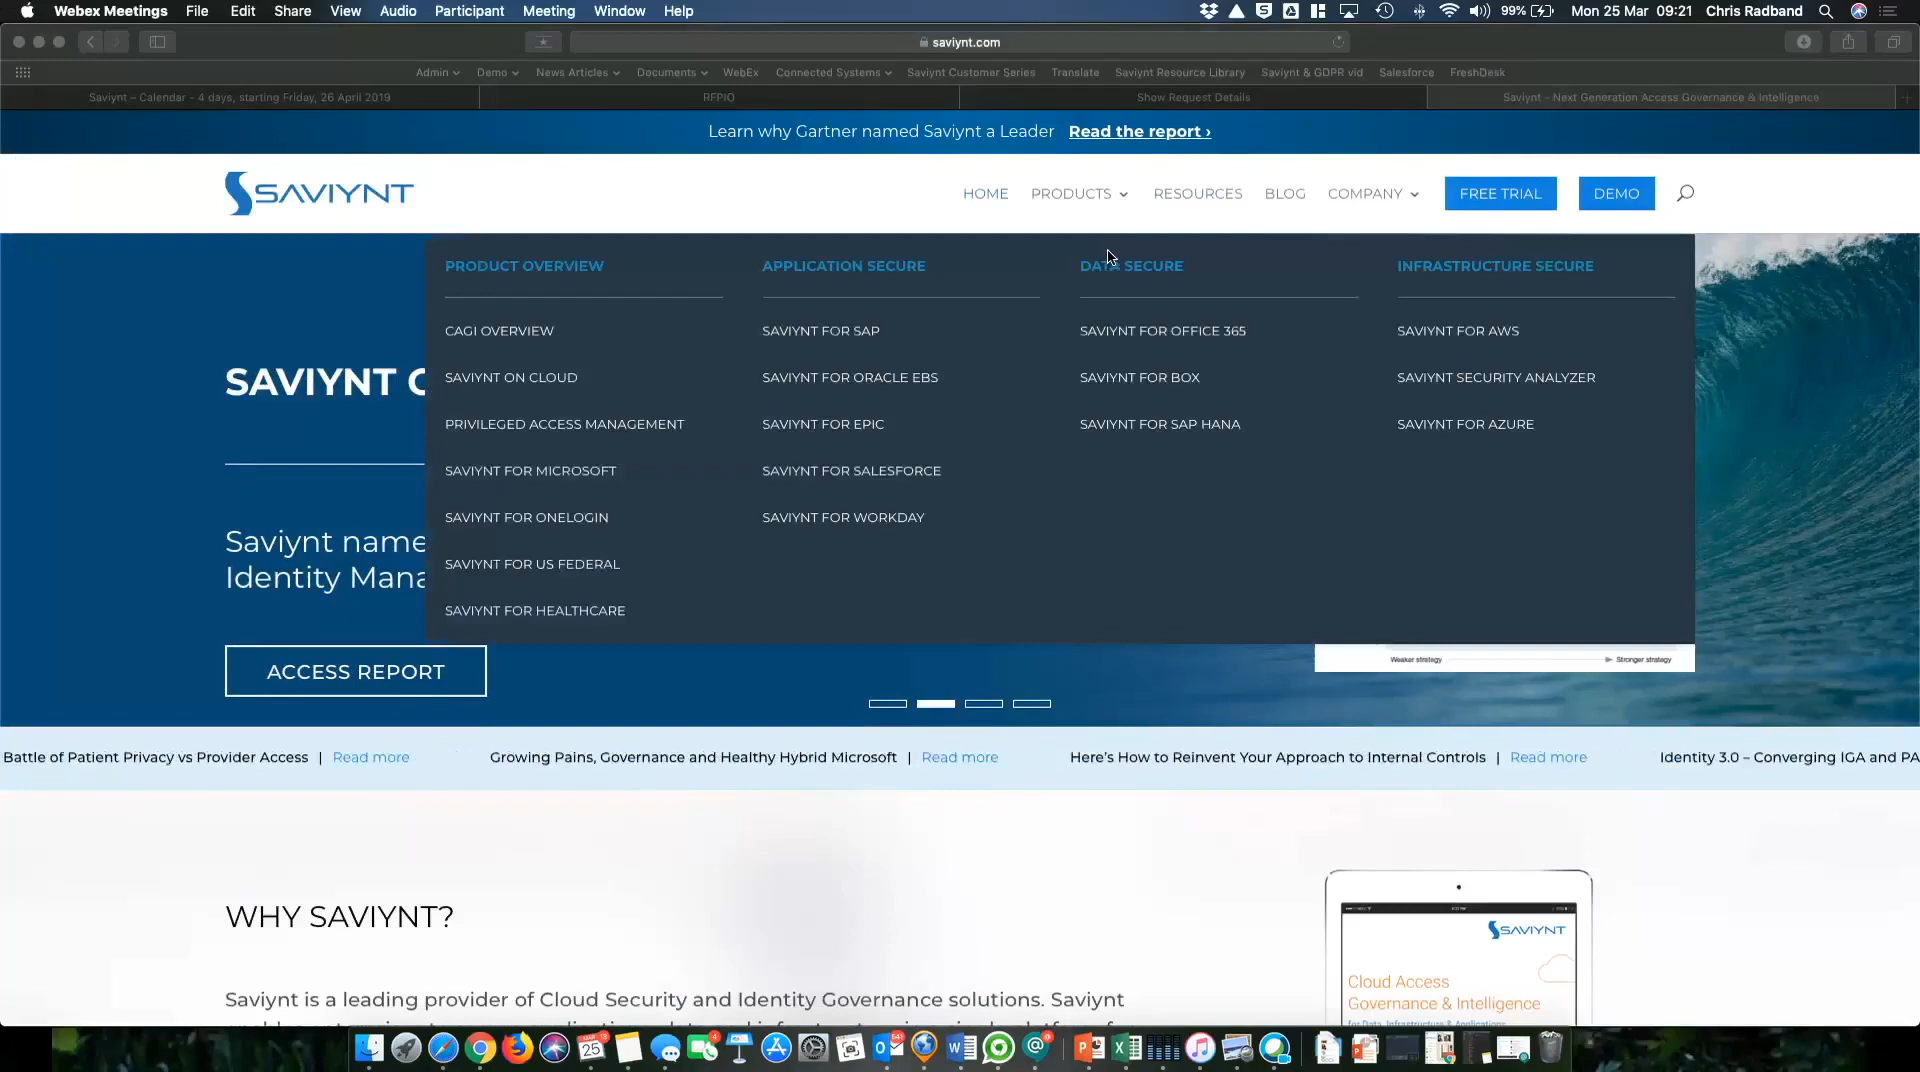 Webex Meetings File Edit Share View Audio Participant Meeting Window Help 99% Mon 25 Mar 09:21 Chris Radband
saviynt.com
Admin Demo News Articles Documents WebEx Connected Systems Saviynt Customer Series Translate Saviynt Resource Library Saviynt & GDPR vid Salesforce FreshDesk
Saviynt – Calendar - 4 days, starting Friday, 26 April 2019 RFPIO Show Request Details Saviynt - Next Generation Access Governance & Intelligence
Learn why Gartner named Saviynt a Leader Read the report ›
SAVIYNT HOME PRODUCTS RESOURCES BLOG COMPANY FREE TRIAL DEMO
PRODUCT OVERVIEW APPLICATION SECURE DATA SECURE INFRASTRUCTURE SECURE
CAGI OVERVIEW SAVIYNT FOR SAP SAVIYNT FOR OFFICE 365 SAVIYNT FOR AWS
SAVIYNT ON CLOUD SAVIYNT FOR ORACLE EBS SAVIYNT FOR BOX SAVIYNT SECURITY ANALYZER
SAVIYNT
PRIVILEGED ACCESS MANAGEMENT SAVIYNT FOR EPIC SAVIYNT FOR SAP HANA SAVIYNT FOR AZURE
SAVIYNT FOR MICROSOFT SAVIYNT FOR SALESFORCE
SAVIYNT FOR ONELOGIN SAVIYNT FOR WORKDAY
Saviynt name
SAVIYNT FOR US FEDERAL
Identity Mana
SAVIYNT FOR HEALTHCARE
Weaker strategy Stronger strategy
ACCESS REPORT
Battle of Patient Privacy vs Provider Access | Read more Growing Pains, Governance and Healthy Hybrid Microsoft | Read more Here's How to Reinvent Your Approach to Internal Controls | Read more Identity 3.0 – Converging IGA and PA
WHY SAVIYNT?
SAVIYNT
Cloud Access
Governance & Intelligence
for Data, Infrastructure & Applications
Saviynt is a leading provider of Cloud Security and Identity Governance solutions. Saviynt
25 4 541